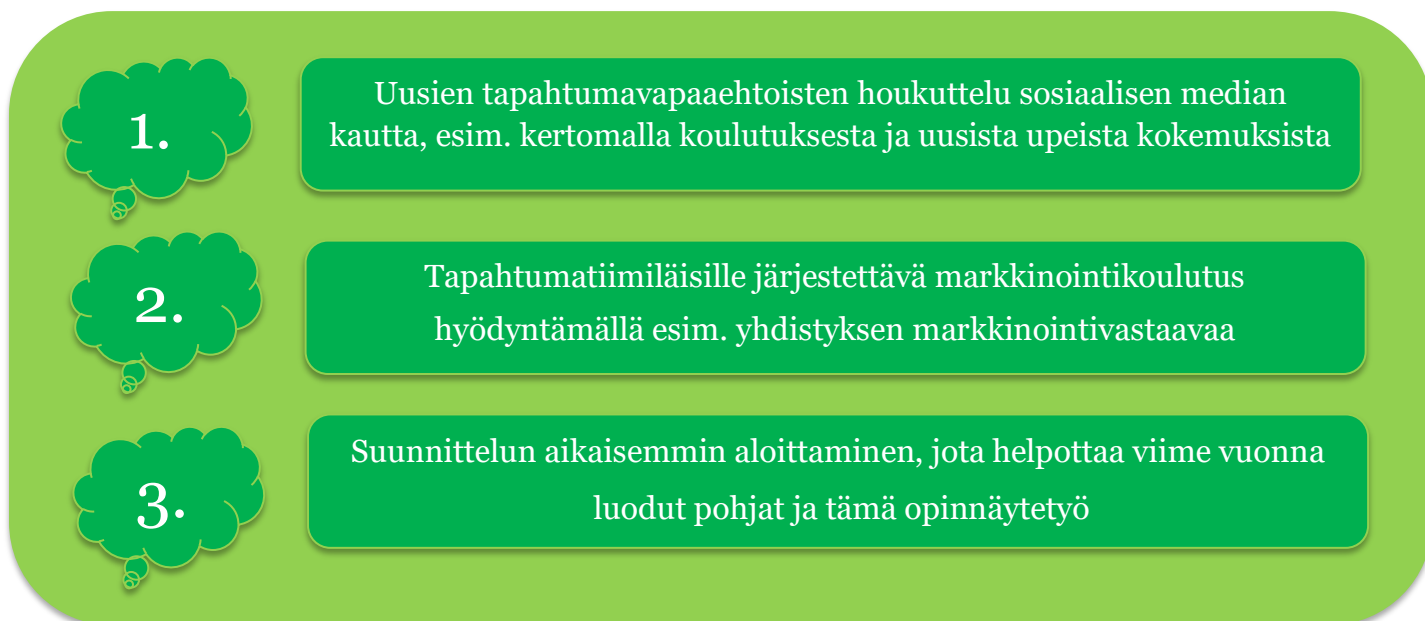 1.
Uusien tapahtumavapaaehtoisten houkuttelu sosiaalisen median
kautta, esim. kertomalla koulutuksesta ja uusista upeista kokemuksista
2.
Tapahtumatiimiläisille järjestettävä markkinointikoulutus
hyödyntämällä esim. yhdistyksen markkinointivastaavaa
3.
Suunnittelun aikaisemmin aloittaminen, jota helpottaa viime vuonna
luodut pohjat ja tämä opinnäytetyö